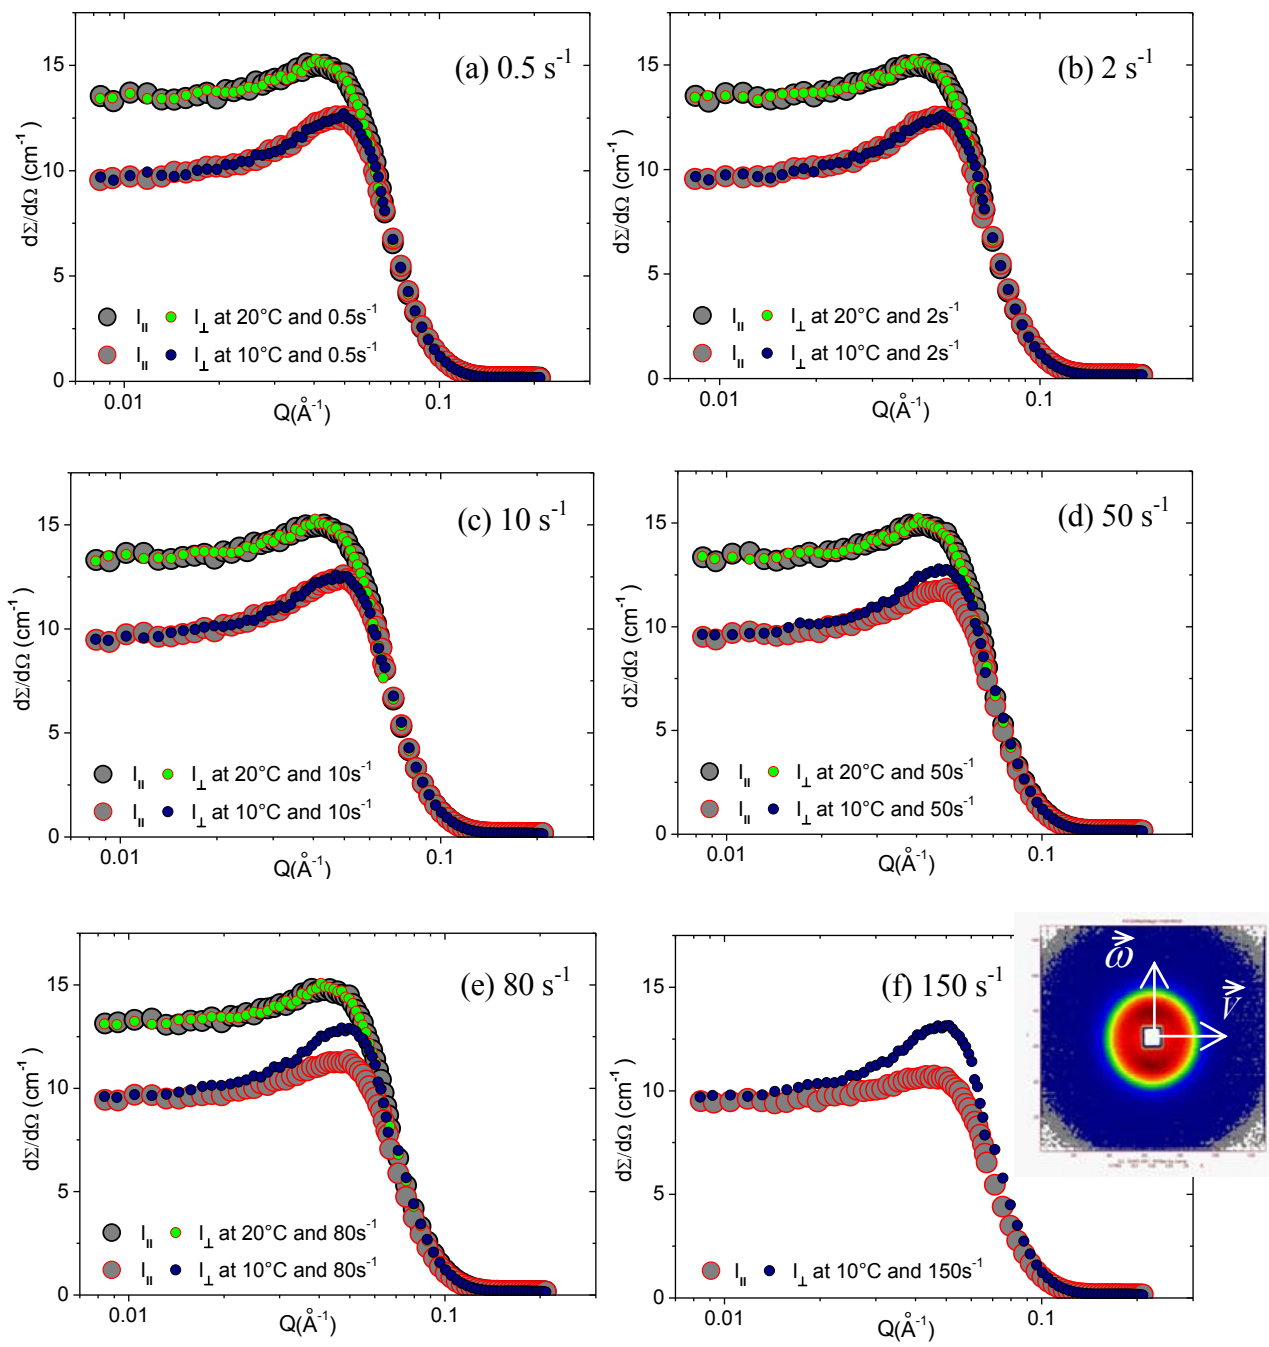 (a) 0.5 s⁻¹
15
10
5
0
dΣ/dΩ (cm⁻¹)
I|| I⊥ at 20°C and 0.5s⁻¹
I|| I⊥ at 10°C and 0.5s⁻¹
0.01 0.1
Q(Å⁻¹)
(b) 2 s⁻¹
15
10
5
0
dΣ/dΩ (cm⁻¹)
I|| I⊥ at 20°C and 2s⁻¹
I|| I⊥ at 10°C and 2s⁻¹
0.01 0.1
Q(Å⁻¹)
(c) 10 s⁻¹
15
10
5
0
dΣ/dΩ (cm⁻¹)
I|| I⊥ at 20°C and 10s⁻¹
I|| I⊥ at 10°C and 10s⁻¹
0.01 0.1
Q(Å⁻¹)
(d) 50 s⁻¹
15
10
5
0
dΣ/dΩ (cm⁻¹)
I|| I⊥ at 20°C and 50s⁻¹
I|| I⊥ at 10°C and 50s⁻¹
0.01 0.1
Q(Å⁻¹)
(e) 80 s⁻¹
15
10
5
0
dΣ/dΩ (cm⁻¹)
I|| I⊥ at 20°C and 80s⁻¹
I|| I⊥ at 10°C and 80s⁻¹
0.01 0.1
Q(Å⁻¹)
(f) 150 s⁻¹
ω⃗
V⃗
15
10
5
0
dΣ/dΩ (cm⁻¹)
I|| I⊥ at 10°C and 150s⁻¹
0.01 0.1
Q(Å⁻¹)